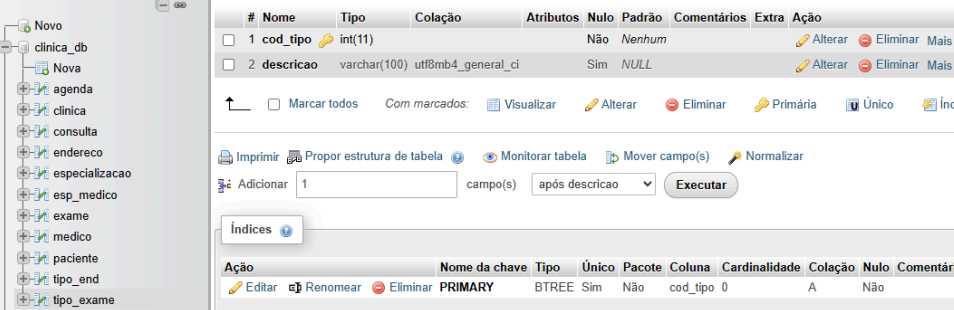 Novo
clinica_db
Nova
agenda
clinica
consulta
endereco
especializacao
esp_medico
exame
medico
paciente
tipo_end
tipo_exame
# Nome Tipo Colação Atributos Nulo Padrão Comentários Extra Ação
1 cod_tipo int(11) Não Nenhum Alterar Eliminar Mais
2 descricao varchar(100) utf8mb4_general_ci Sim NULL Alterar Eliminar Mais
Marcar todos Com marcados: Visualizar Alterar Eliminar Primária Único Índ
Imprimir Propor estrutura de tabela Monitorar tabela Mover campo(s) Normalizar
Adicionar 1 campo(s) após descricao Executar
Índices
Ação Nome da chave Tipo Único Pacote Coluna Cardinalidade Colação Nulo Comentári
Editar Renomear Eliminar PRIMARY BTREE Sim Não cod_tipo 0 A Não